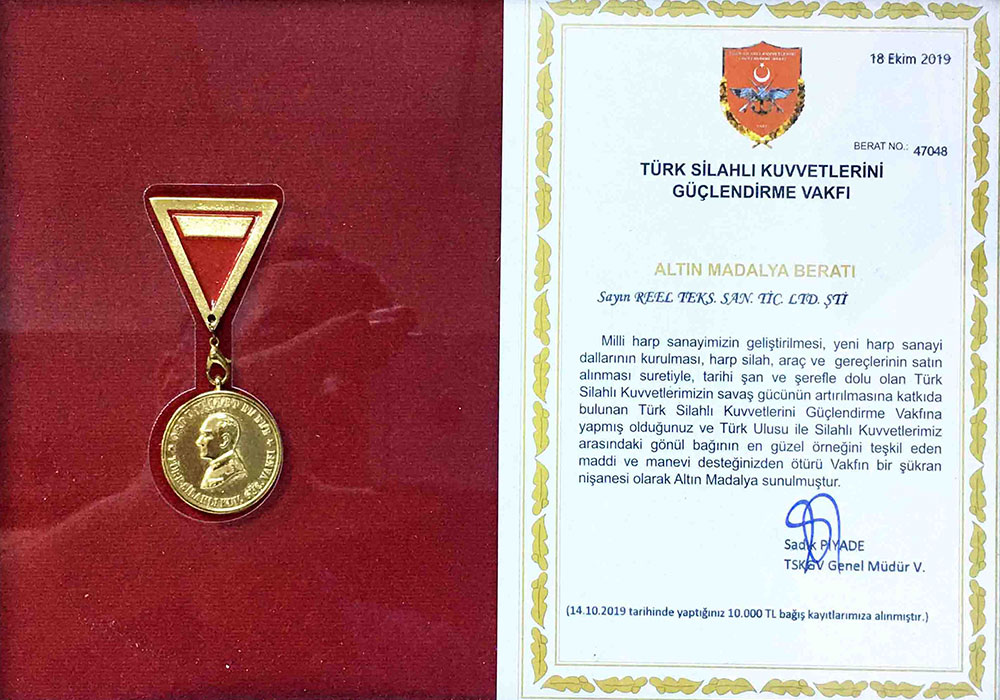 18 Ekim 2019
BERAT NO.: 47048
TÜRK SİLAHLI KUVVETLERİNİ
GÜÇLENDİRME VAKFI
ALTIN MADALYA BERATI
Sayın REEL TEKS. SAN. TİC. LTD. ŞTİ
Milli harp sanayimizin geliştirilmesi, yeni harp sanayi
dallarının kurulması, harp silah, araç ve gereçlerinin satın
alınması suretiyle, tarihi şan ve şerefle dolu olan Türk
Silahlı Kuvvetlerimizin savaş gücünün artırılmasına katkıda
bulunan Türk Silahlı Kuvvetlerini Güçlendirme Vakfına
yapmış olduğunuz ve Türk Ulusu ile Silahlı Kuvvetlerimiz
arasındaki gönül bağının en güzel örneğini teşkil eden
maddi ve manevi desteğinizden ötürü Vakfın bir şükran
nişanesi olarak Altın Madalya sunulmuştur.
Sadık PİYADE
TSKGV Genel Müdür V.
(14.10.2019 tarihinde yaptığınız 10.000 TL bağış kayıtlarımıza alınmıştır.)